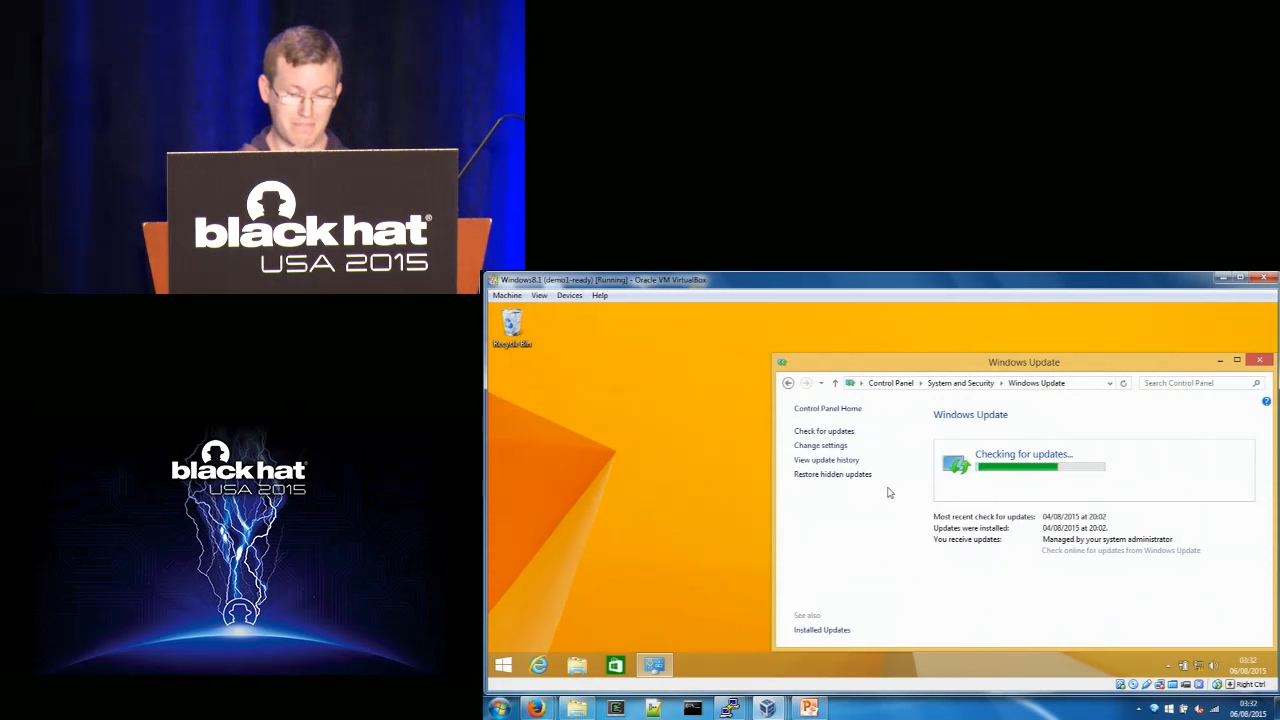 black hat®
USA 2015
black hat®
USA 2015
Windows8.1 (demo1-ready) [Running] - Oracle VM VirtualBox
Machine View Devices Help
Recycle Bin
Windows Update
Control Panel System and Security Windows Update
Search Control Panel
Control Panel Home
Check for updates
Change settings
View update history
Restore hidden updates
Windows Update
Checking for updates...
Most recent check for updates: 04/08/2015 at 20:02
Updates were installed: 04/08/2015 at 20:02.
You receive updates: Managed by your system administrator
Check online for updates from Windows Update
See also
Installed Updates
03:32
06/08/2015
Right Ctrl
03:32
06/08/2015